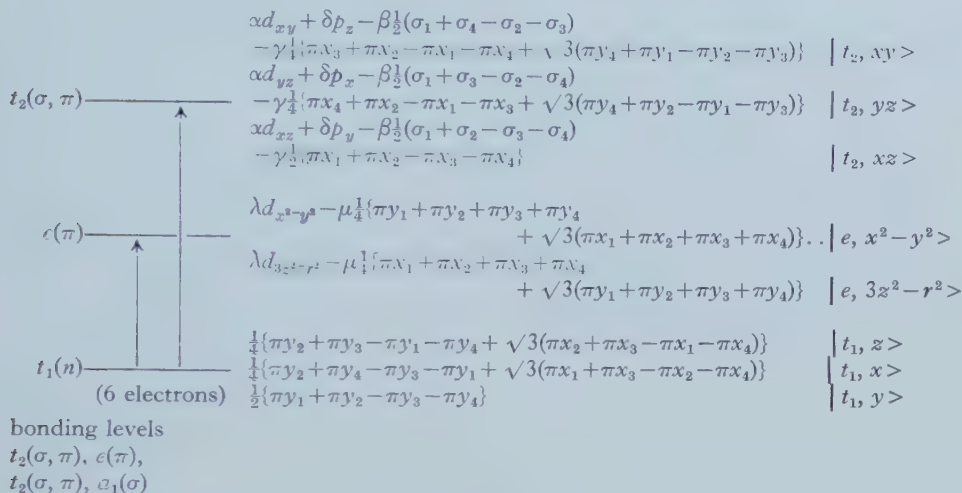 αd_{xy} + δp_z − β½(σ₁ + σ₄ − σ₂ − σ₃)
−γ¼{πx₃ + πx₂ − πx₁ − πx₄ + √3(πy₄ + πy₁ − πy₂ − πy₃)} | t₂, xy >
αd_{yz} + δp_x − β½(σ₁ + σ₃ − σ₂ − σ₄)
t₂(σ, π) −γ¼{πx₄ + πx₂ − πx₁ − πx₃ + √3(πy₄ + πy₂ − πy₁ − πy₃)} | t₂, yz >
αd_{xz} + δp_y − β½(σ₁ + σ₂ − σ₃ − σ₄)
−γ½{πx₁ + πx₂ − πx₃ − πx₄} | t₂, xz >
λd_{x²−y²} − μ¼{πy₁ + πy₂ + πy₃ + πy₄
ϵ(π) + √3(πx₁ + πx₂ + πx₃ + πx₄)}.. | e, x²−y² >
λd_{3z²−r²} − μ¼{πx₁ + πx₂ + πx₃ + πx₄
+ √3(πy₁ + πy₂ + πy₃ + πy₄)} | e, 3z²−r² >
¼{πy₂ + πy₃ − πy₁ − πy₄ + √3(πx₂ + πx₃ − πx₁ − πx₄)} | t₁, z >
t₁(n) ¼{πy₂ + πy₄ − πy₃ − πy₁ + √3(πx₁ + πx₃ − πx₂ − πx₄)} | t₁, x >
(6 electrons) ½{πy₁ + πy₂ − πy₃ − πy₄} | t₁, y >
bonding levels
t₂(σ, π), ϵ(π),
t₂(σ, π), a₁(σ)